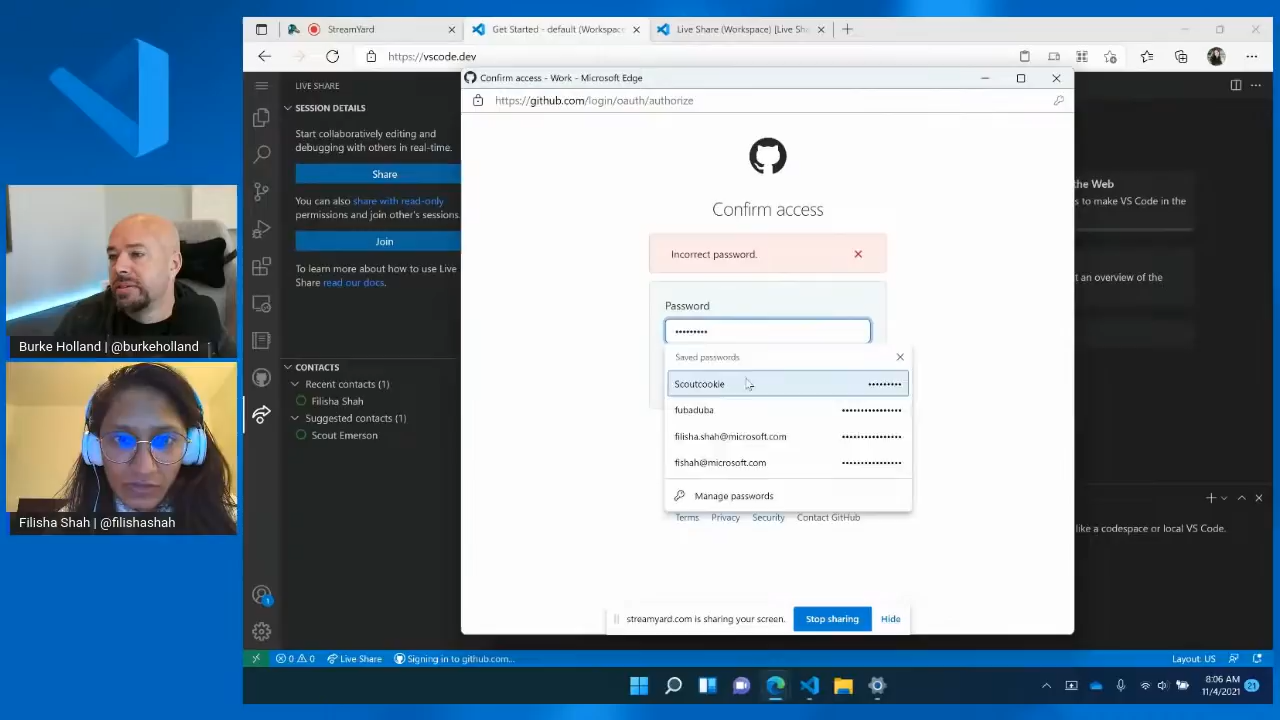 StreamYard
Get Started - default (Workspace
Live Share (Workspace) [Live Sha
https://vscode.dev
LIVE SHARE
SESSION DETAILS
Start collaboratively editing and
debugging with others in real-time.
Share
You can also share with read-only
permissions and join other's sessions.
Join
To learn more about how to use Live
Share read our docs.
CONTACTS
Recent contacts (1)
Filisha Shah
Suggested contacts (1)
Scout Emerson
Confirm access - Work - Microsoft Edge
https://github.com/login/oauth/authorize
Confirm access
Incorrect password.
Password
•••••••••
Saved passwords
Scoutcookie •••••••••
fubaduba ••••••••••••••••
filisha.shah@microsoft.com ••••••••••••••••
fishah@microsoft.com ••••••••••••••••
Manage passwords
Terms Privacy Security Contact GitHub
streamyard.com is sharing your screen. Stop sharing Hide
the Web
s to make VS Code in the
t an overview of the
like a codespace or local VS Code.
Burke Holland | @burkeholland
Filisha Shah | @filishashah
1
0 0 Live Share Signing in to github.com...
Layout: US
8:06 AM
11/4/2021
21